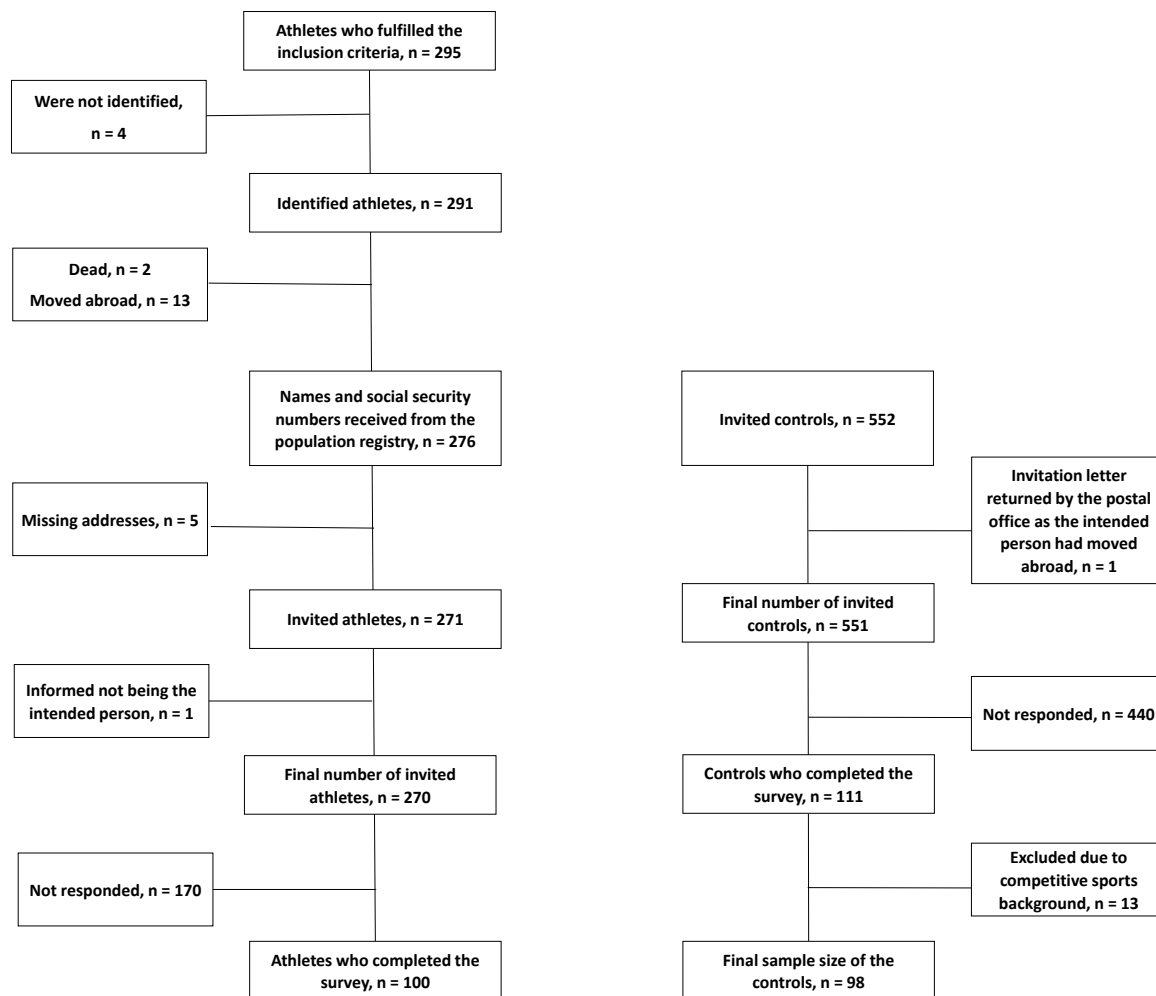 Athletes who fulfilled the
inclusion criteria, n = 295
Were not identified,
n = 4
Identified athletes, n = 291
Dead, n = 2
Moved abroad, n = 13
Names and social security
numbers received from the
population registry, n = 276
Missing addresses, n = 5
Invited athletes, n = 271
Informed not being the
intended person, n = 1
Final number of invited
athletes, n = 270
Not responded, n = 170
Athletes who completed the
survey, n = 100
Invited controls, n = 552
Invitation letter
returned by the postal
office as the intended
person had moved
abroad, n = 1
Final number of invited
controls, n = 551
Not responded, n = 440
Controls who completed the
survey, n = 111
Excluded due to
competitive sports
background, n = 13
Final sample size of the
controls, n = 98